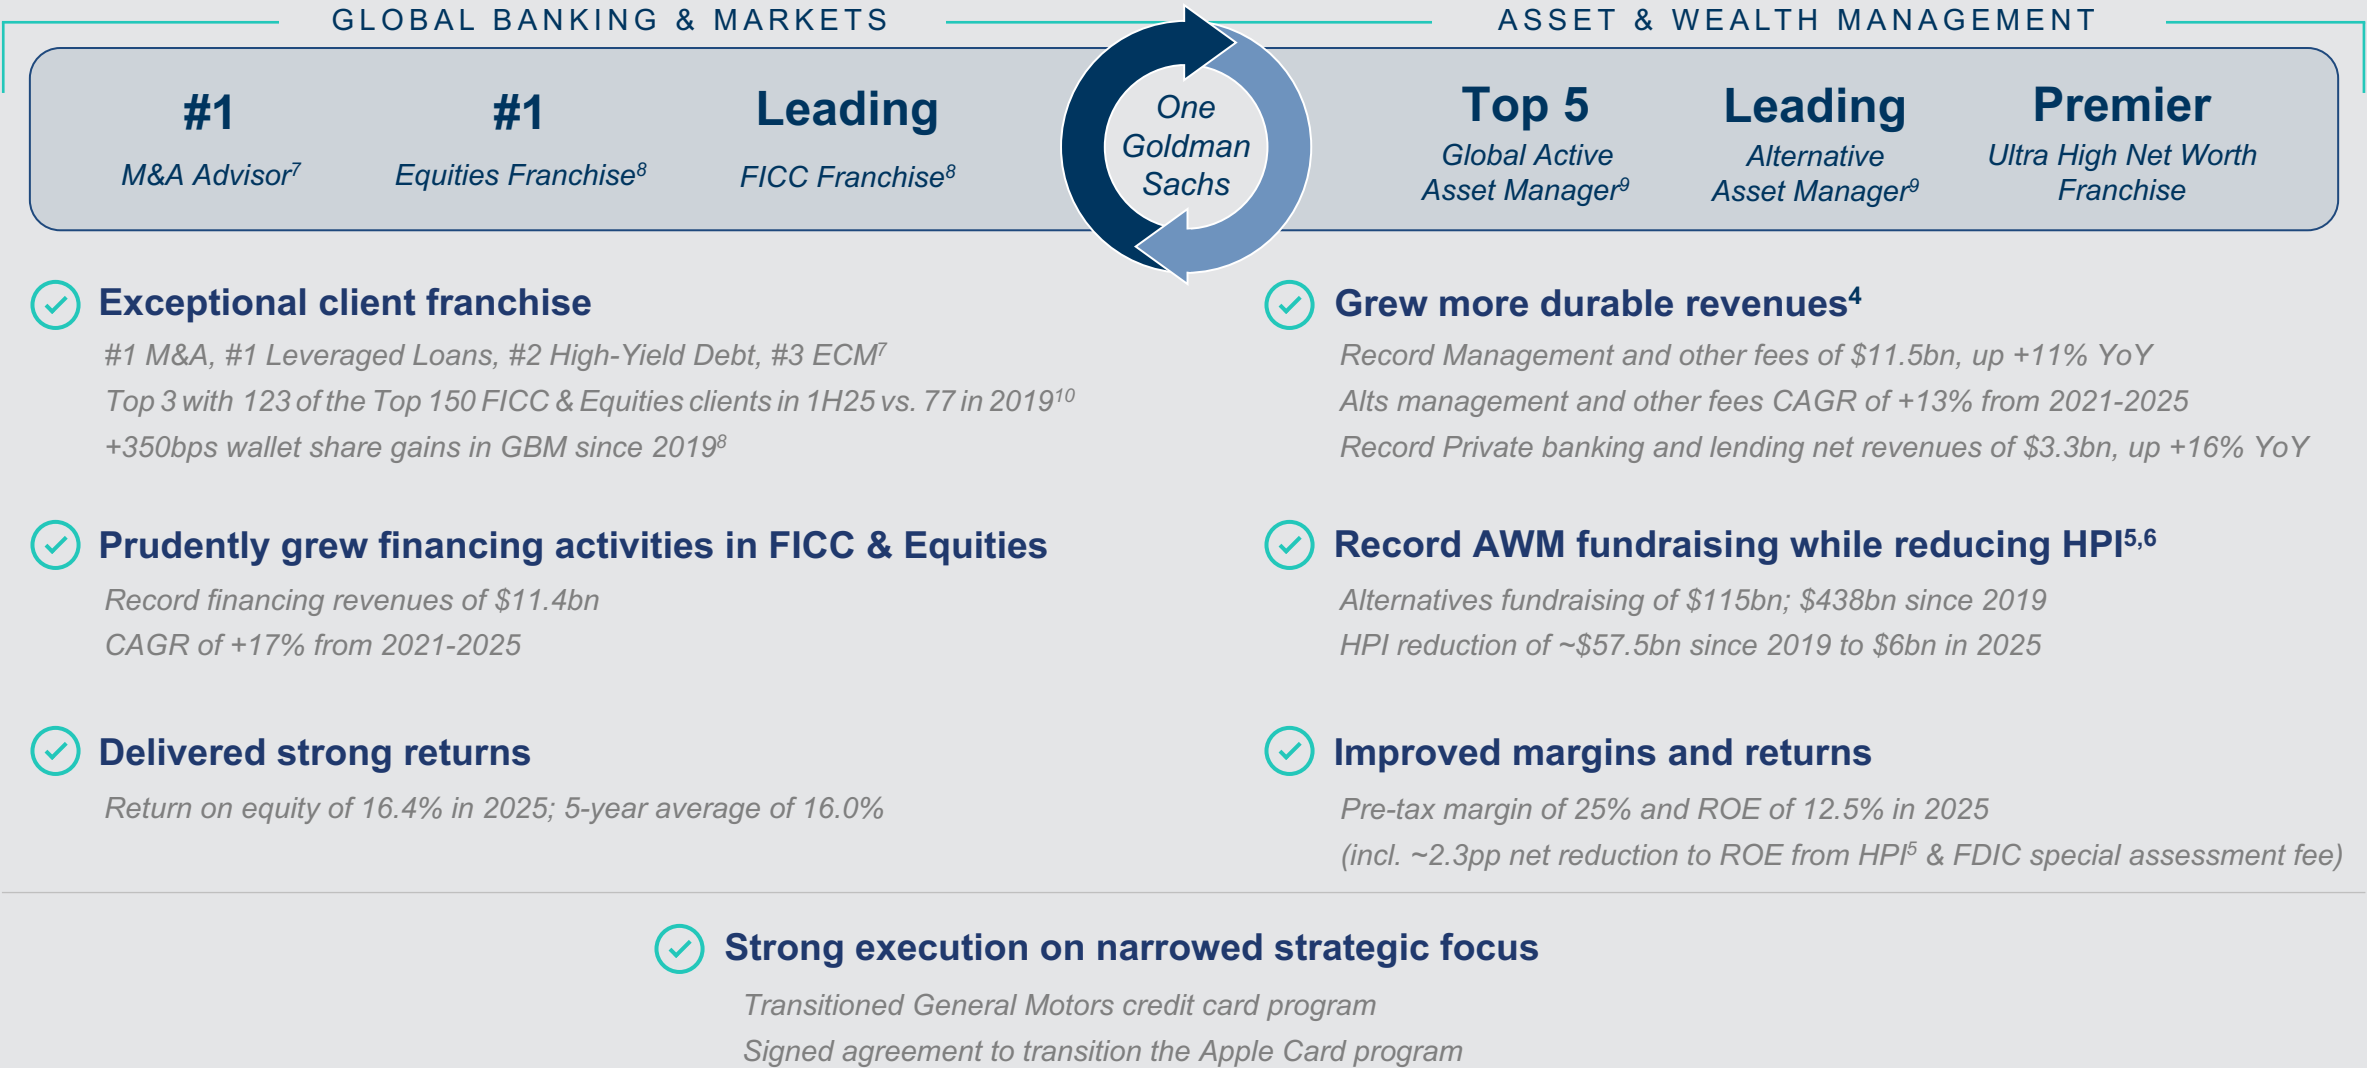 GLOBAL BANKING & MARKETS
#1
M&A Advisor⁷
#1
Equities Franchise⁸
Leading
FICC Franchise⁸
One
Goldman
Sachs
ASSET & WEALTH MANAGEMENT
Top 5
Global Active
Asset Manager⁹
Leading
Alternative
Asset Manager⁹
Premier
Ultra High Net Worth
Franchise
Exceptional client franchise
#1 M&A, #1 Leveraged Loans, #2 High-Yield Debt, #3 ECM⁷
Top 3 with 123 of the Top 150 FICC & Equities clients in 1H25 vs. 77 in 2019¹⁰
+350bps wallet share gains in GBM since 2019⁸
Prudently grew financing activities in FICC & Equities
Record financing revenues of $11.4bn
CAGR of +17% from 2021-2025
Delivered strong returns
Return on equity of 16.4% in 2025; 5-year average of 16.0%
Grew more durable revenues⁴
Record Management and other fees of $11.5bn, up +11% YoY
Alts management and other fees CAGR of +13% from 2021-2025
Record Private banking and lending net revenues of $3.3bn, up +16% YoY
Record AWM fundraising while reducing HPI⁵,⁶
Alternatives fundraising of $115bn; $438bn since 2019
HPI reduction of ~$57.5bn since 2019 to $6bn in 2025
Improved margins and returns
Pre-tax margin of 25% and ROE of 12.5% in 2025
(incl. ~2.3pp net reduction to ROE from HPI⁵ & FDIC special assessment fee)
Strong execution on narrowed strategic focus
Transitioned General Motors credit card program
Signed agreement to transition the Apple Card program